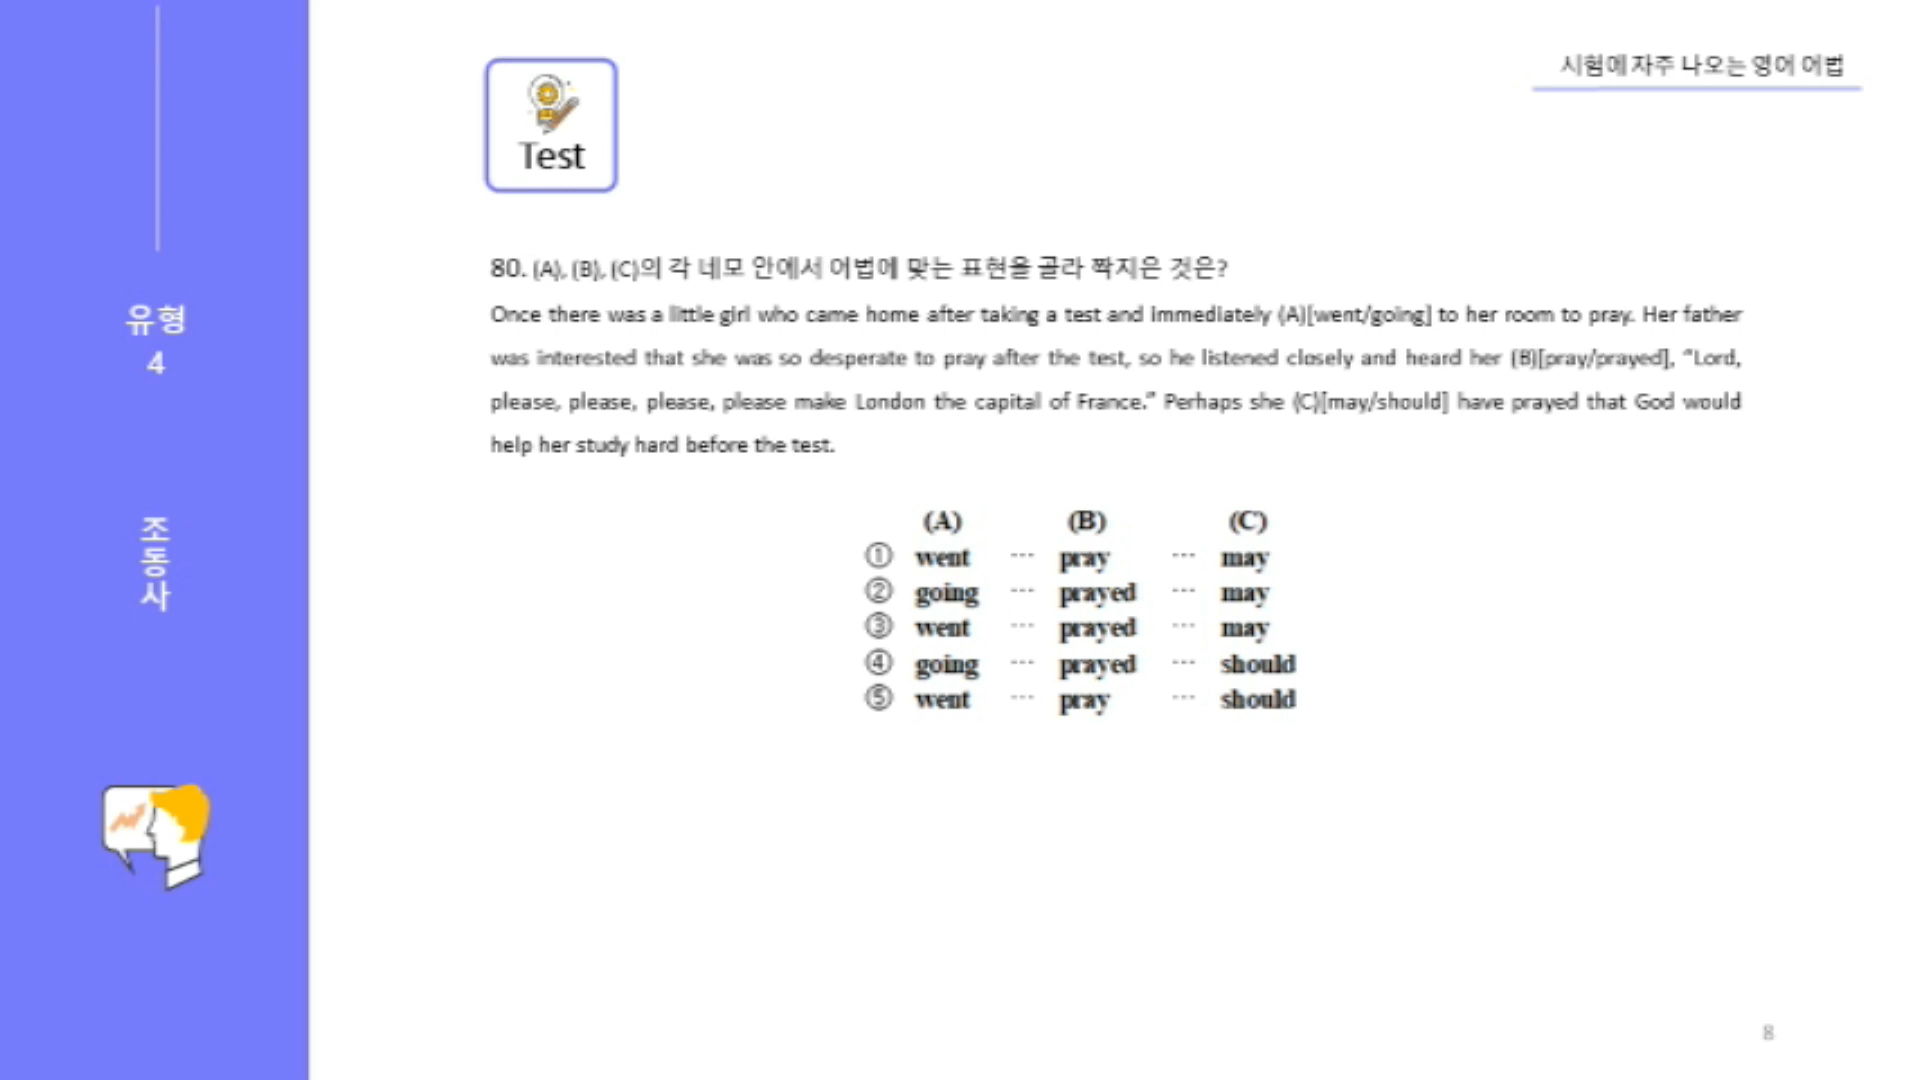 시험에 자주 나오는 영어 어법
Test
유형
4
조동사
80. (A), (B), (C)의 각 네모 안에서 어법에 맞는 표현을 골라 짝지은 것은?
Once there was a little girl who came home after taking a test and immediately (A)[went/going] to her room to pray. Her father
was interested that she was so desperate to pray after the test, so he listened closely and heard her (B)[pray/prayed], “Lord,
please, please, please, please make London the capital of France.” Perhaps she (C)[may/should] have prayed that God would
help her study hard before the test.
(A) (B) (C)
① went ··· pray ··· may
② going ··· prayed ··· may
③ went ··· prayed ··· may
④ going ··· prayed ··· should
⑤ went ··· pray ··· should
8